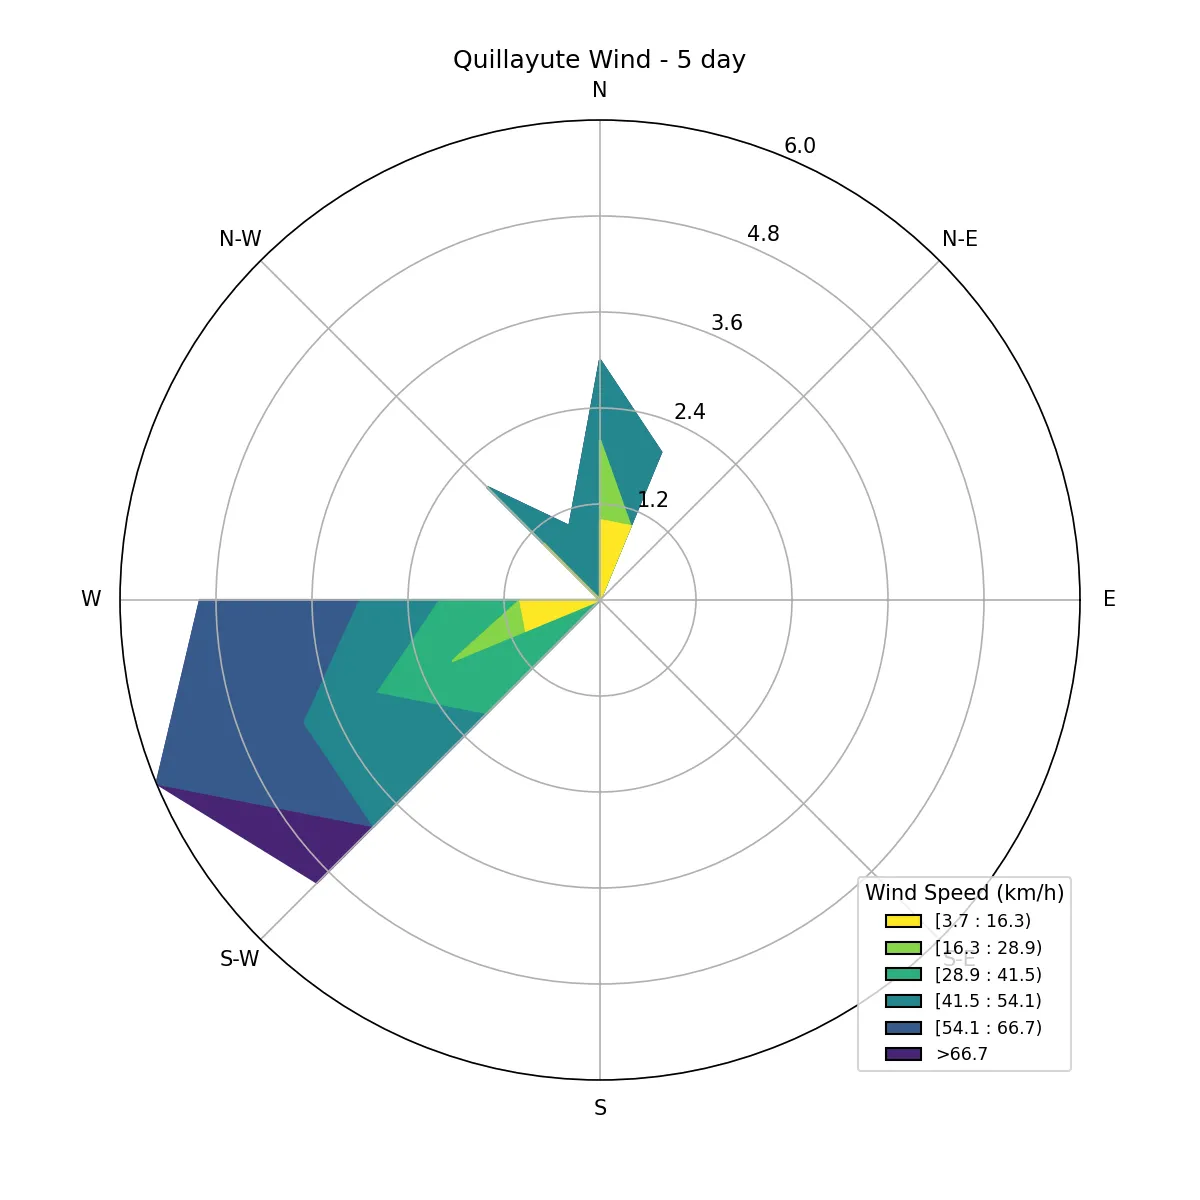 Quillayute Wind - 5 day
N
6.0
4.8
N-W
N-E
3.6
2.4
1.2
W
E
S-W
S-E
S
Wind Speed (km/h)
[3.7 : 16.3)
[16.3 : 28.9)
[28.9 : 41.5)
[41.5 : 54.1)
[54.1 : 66.7)
>66.7